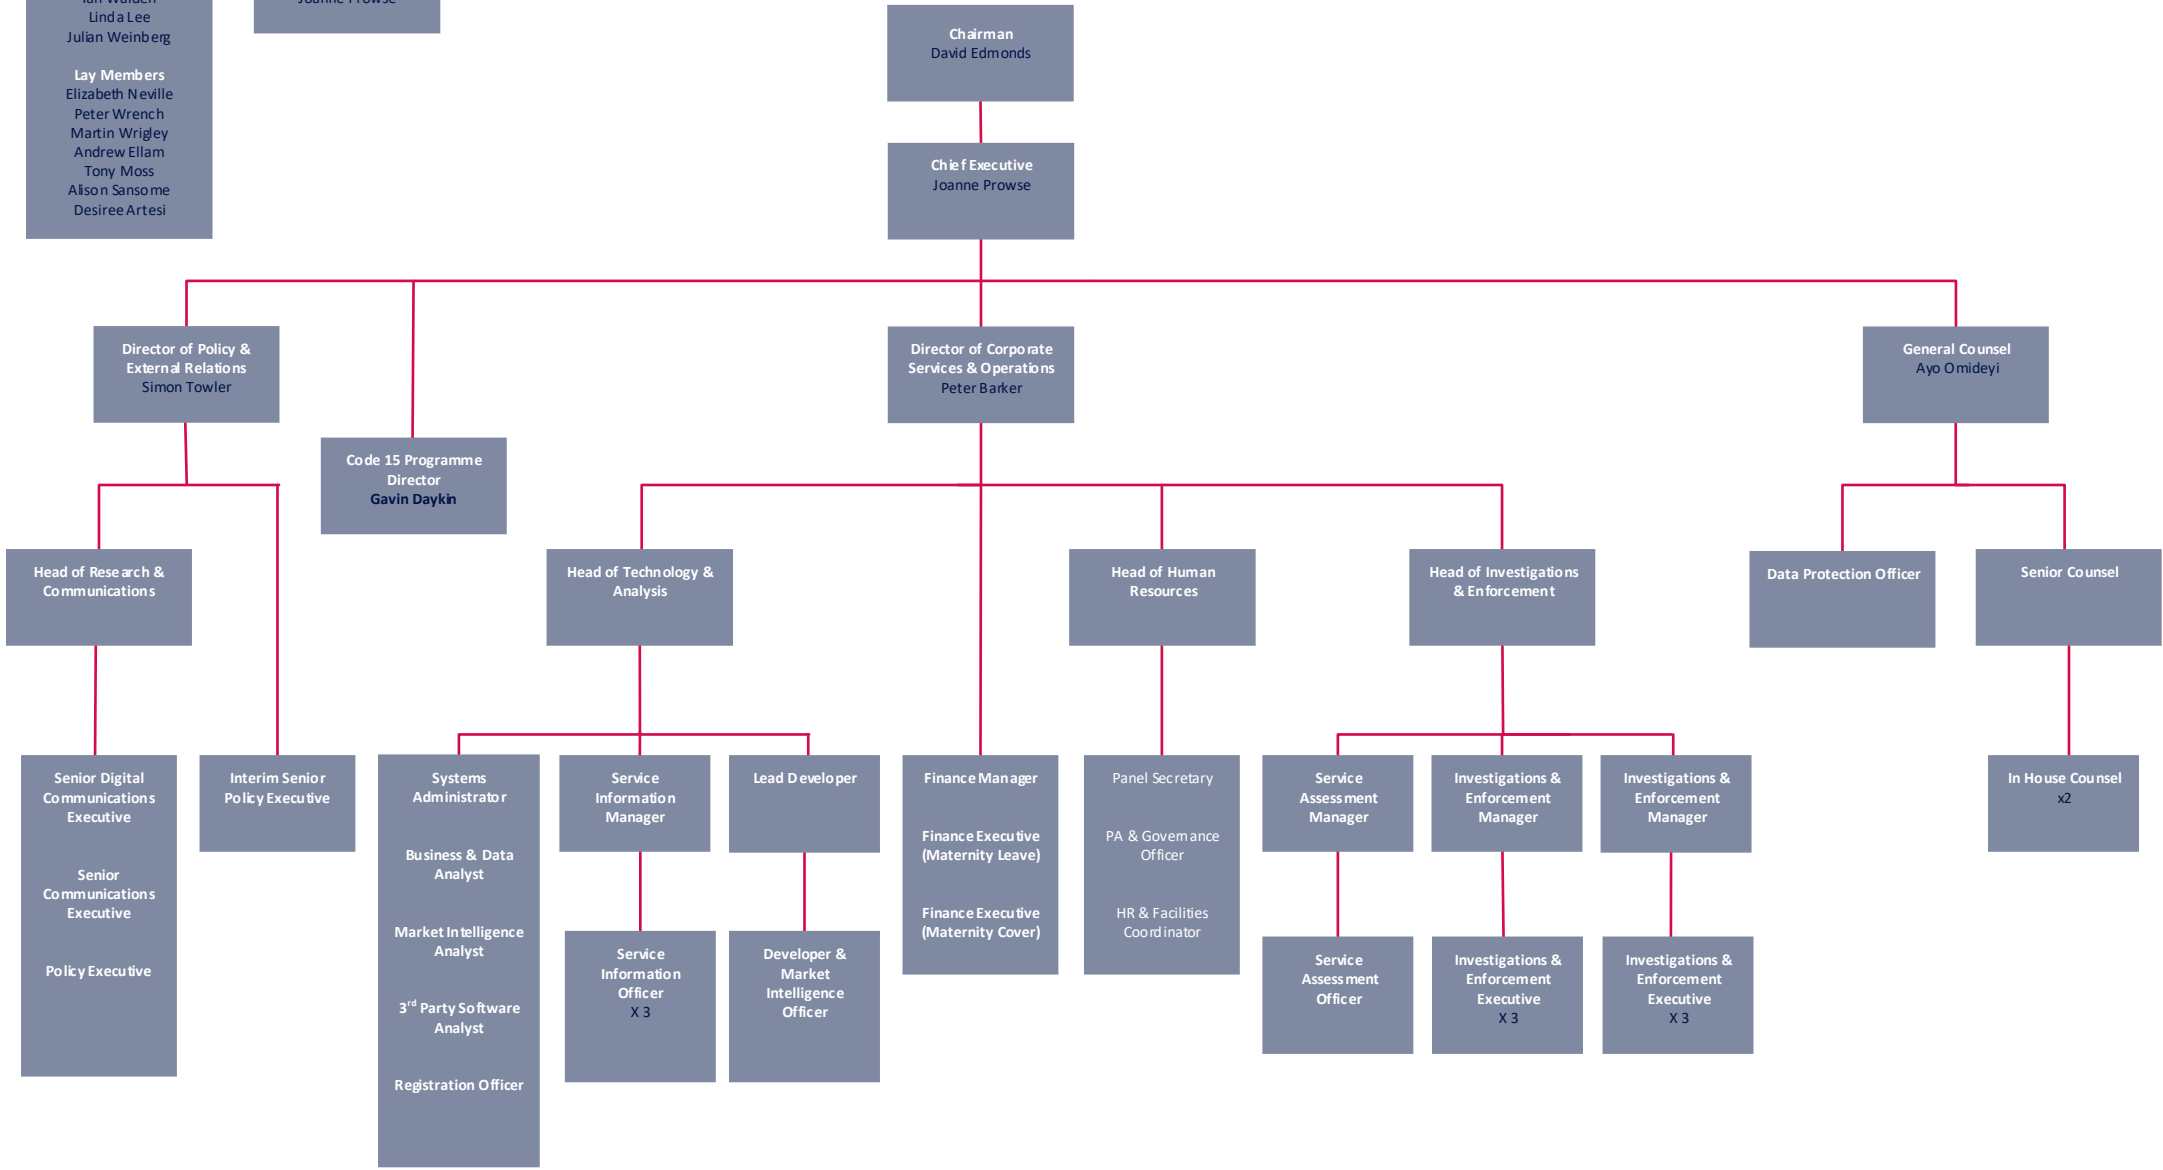 Linda Lee
Julian Weinberg
Lay Members
Elizabeth Neville
Peter Wrench
Martin Wrigley
Andrew Ellam
Tony Moss
Alison Sansome
Desiree Artesi
Joanne Prowse
Chairman
David Edmonds
Chief Executive
Joanne Prowse
Director of Policy &
External Relations
Simon Towler
Code 15 Programme
Director
Gavin Daykin
Director of Corporate
Services & Operations
Peter Barker
General Counsel
Ayo Omideyi
Head of Research &
Communications
Head of Technology &
Analysis
Head of Human
Resources
Head of Investigations
& Enforcement
Data Protection Officer
Senior Counsel
Senior Digital
Communications
Executive
Senior
Communications
Executive
Policy Executive
Interim Senior
Policy Executive
Systems
Administrator
Business & Data
Analyst
Market Intelligence
Analyst
3rd Party Software
Analyst
Registration Officer
Service
Information
Manager
Service
Information
Officer
X 3
Lead Developer
Developer &
Market
Intelligence
Officer
Finance Manager
Finance Executive
(Maternity Leave)
Finance Executive
(Maternity Cover)
Panel Secretary
PA & Governance
Officer
HR & Facilities
Coordinator
Service
Assessment
Manager
Service
Assessment
Officer
Investigations &
Enforcement
Manager
Investigations &
Enforcement
Executive
X 3
Investigations &
Enforcement
Manager
Investigations &
Enforcement
Executive
X 3
In House Counsel
x2